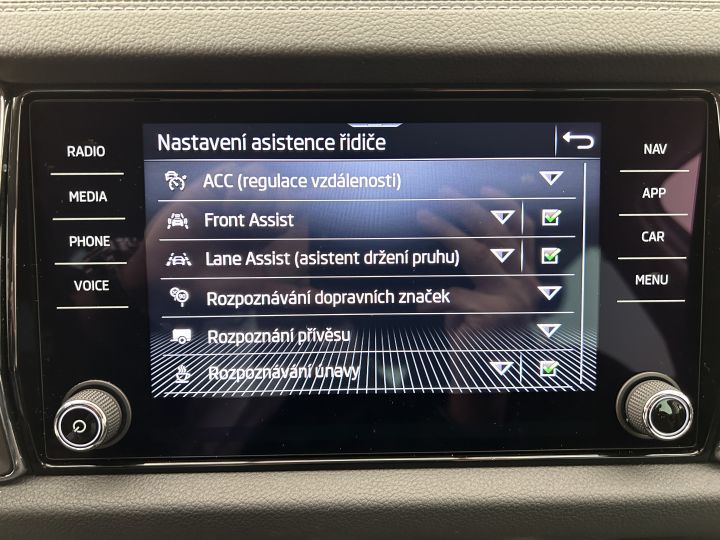 RADIO
MEDIA
PHONE
VOICE
Nastavení asistence řidiče
ACC (regulace vzdálenosti)
Front Assist
Lane Assist (asistent držení pruhu)
Rozpoznávání dopravních značek
Rozpoznání přívěsu
Rozpoznávání únavy
NAV
APP
CAR
MENU